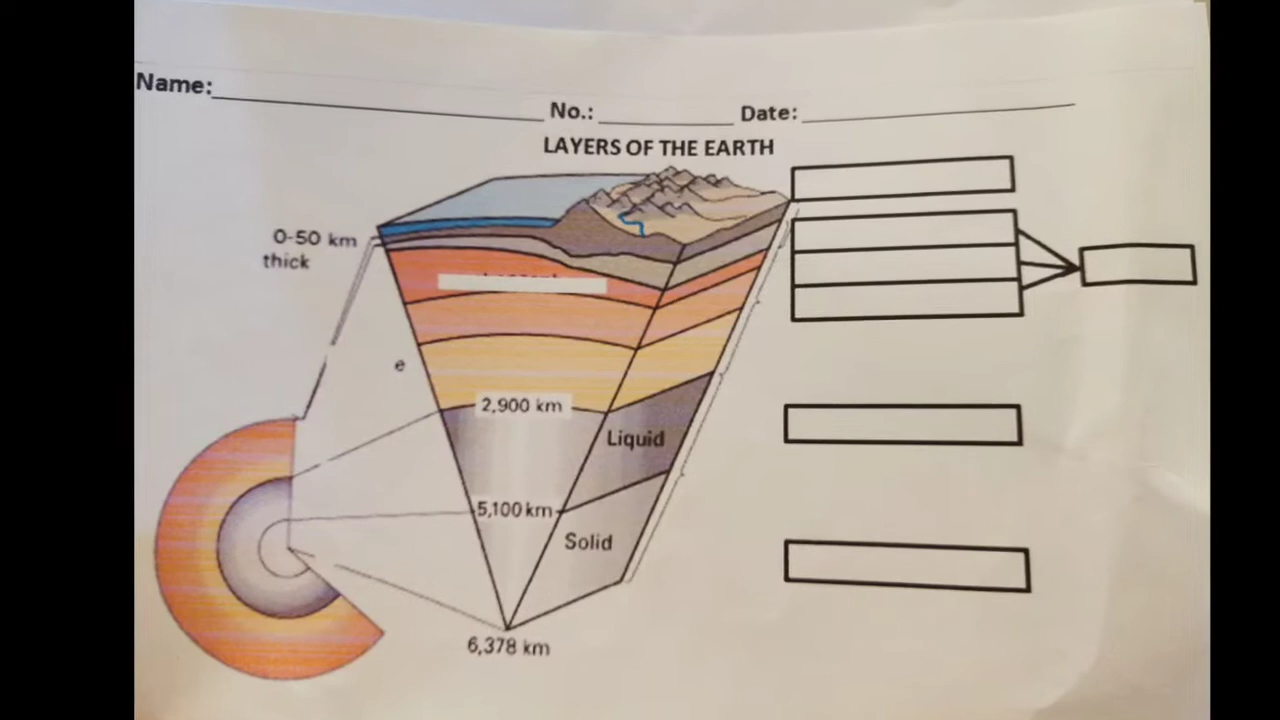 Name:
No.:
Date:
LAYERS OF THE EARTH
0-50 km
thick
e
2,900 km
Liquid
5,100 km
Solid
6,378 km